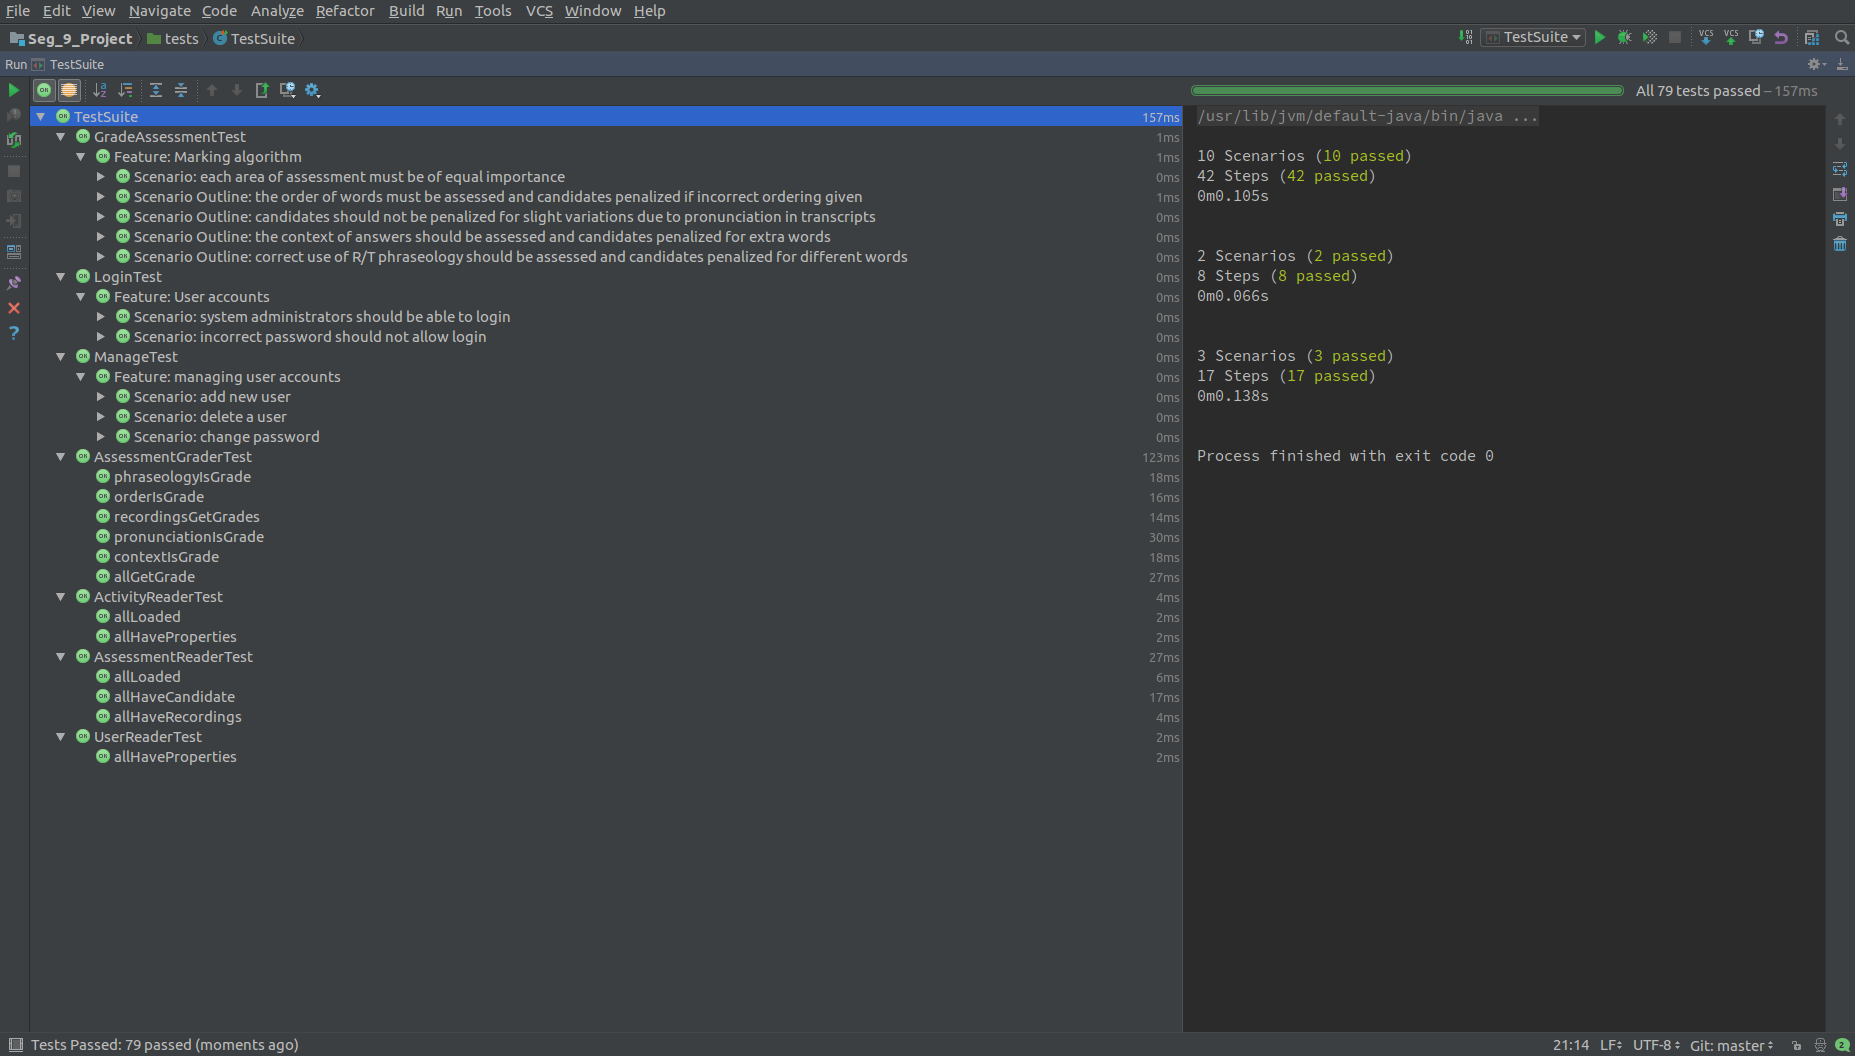 File Edit View Navigate Code Analyze Refactor Build Run Tools VCS Window Help
Seg_9_Project tests TestSuite TestSuite VCS VCS
Run TestSuite
All 79 tests passed – 157ms
TestSuite 157ms
GradeAssessmentTest 1ms
Feature: Marking algorithm 1ms
Scenario: each area of assessment must be of equal importance 0ms
Scenario Outline: the order of words must be assessed and candidates penalized if incorrect ordering given 1ms
Scenario Outline: candidates should not be penalized for slight variations due to pronunciation in transcripts 0ms
Scenario Outline: the context of answers should be assessed and candidates penalized for extra words 0ms
Scenario Outline: correct use of R/T phraseology should be assessed and candidates penalized for different words 0ms
LoginTest 0ms
Feature: User accounts 0ms
Scenario: system administrators should be able to login 0ms
Scenario: incorrect password should not allow login 0ms
ManageTest 0ms
Feature: managing user accounts 0ms
Scenario: add new user 0ms
Scenario: delete a user 0ms
Scenario: change password 0ms
AssessmentGraderTest 123ms
phraseologyIsGrade 18ms
orderIsGrade 16ms
recordingsGetGrades 14ms
pronunciationIsGrade 30ms
contextIsGrade 18ms
allGetGrade 27ms
ActivityReaderTest 4ms
allLoaded 2ms
allHaveProperties 2ms
AssessmentReaderTest 27ms
allLoaded 6ms
allHaveCandidate 17ms
allHaveRecordings 4ms
UserReaderTest 2ms
allHaveProperties 2ms
/usr/lib/jvm/default-java/bin/java ...
10 Scenarios (10 passed)
42 Steps (42 passed)
0m0.105s
2 Scenarios (2 passed)
8 Steps (8 passed)
0m0.066s
3 Scenarios (3 passed)
17 Steps (17 passed)
0m0.138s
Process finished with exit code 0
Tests Passed: 79 passed (moments ago) 21:14 LF UTF-8 Git: master 2